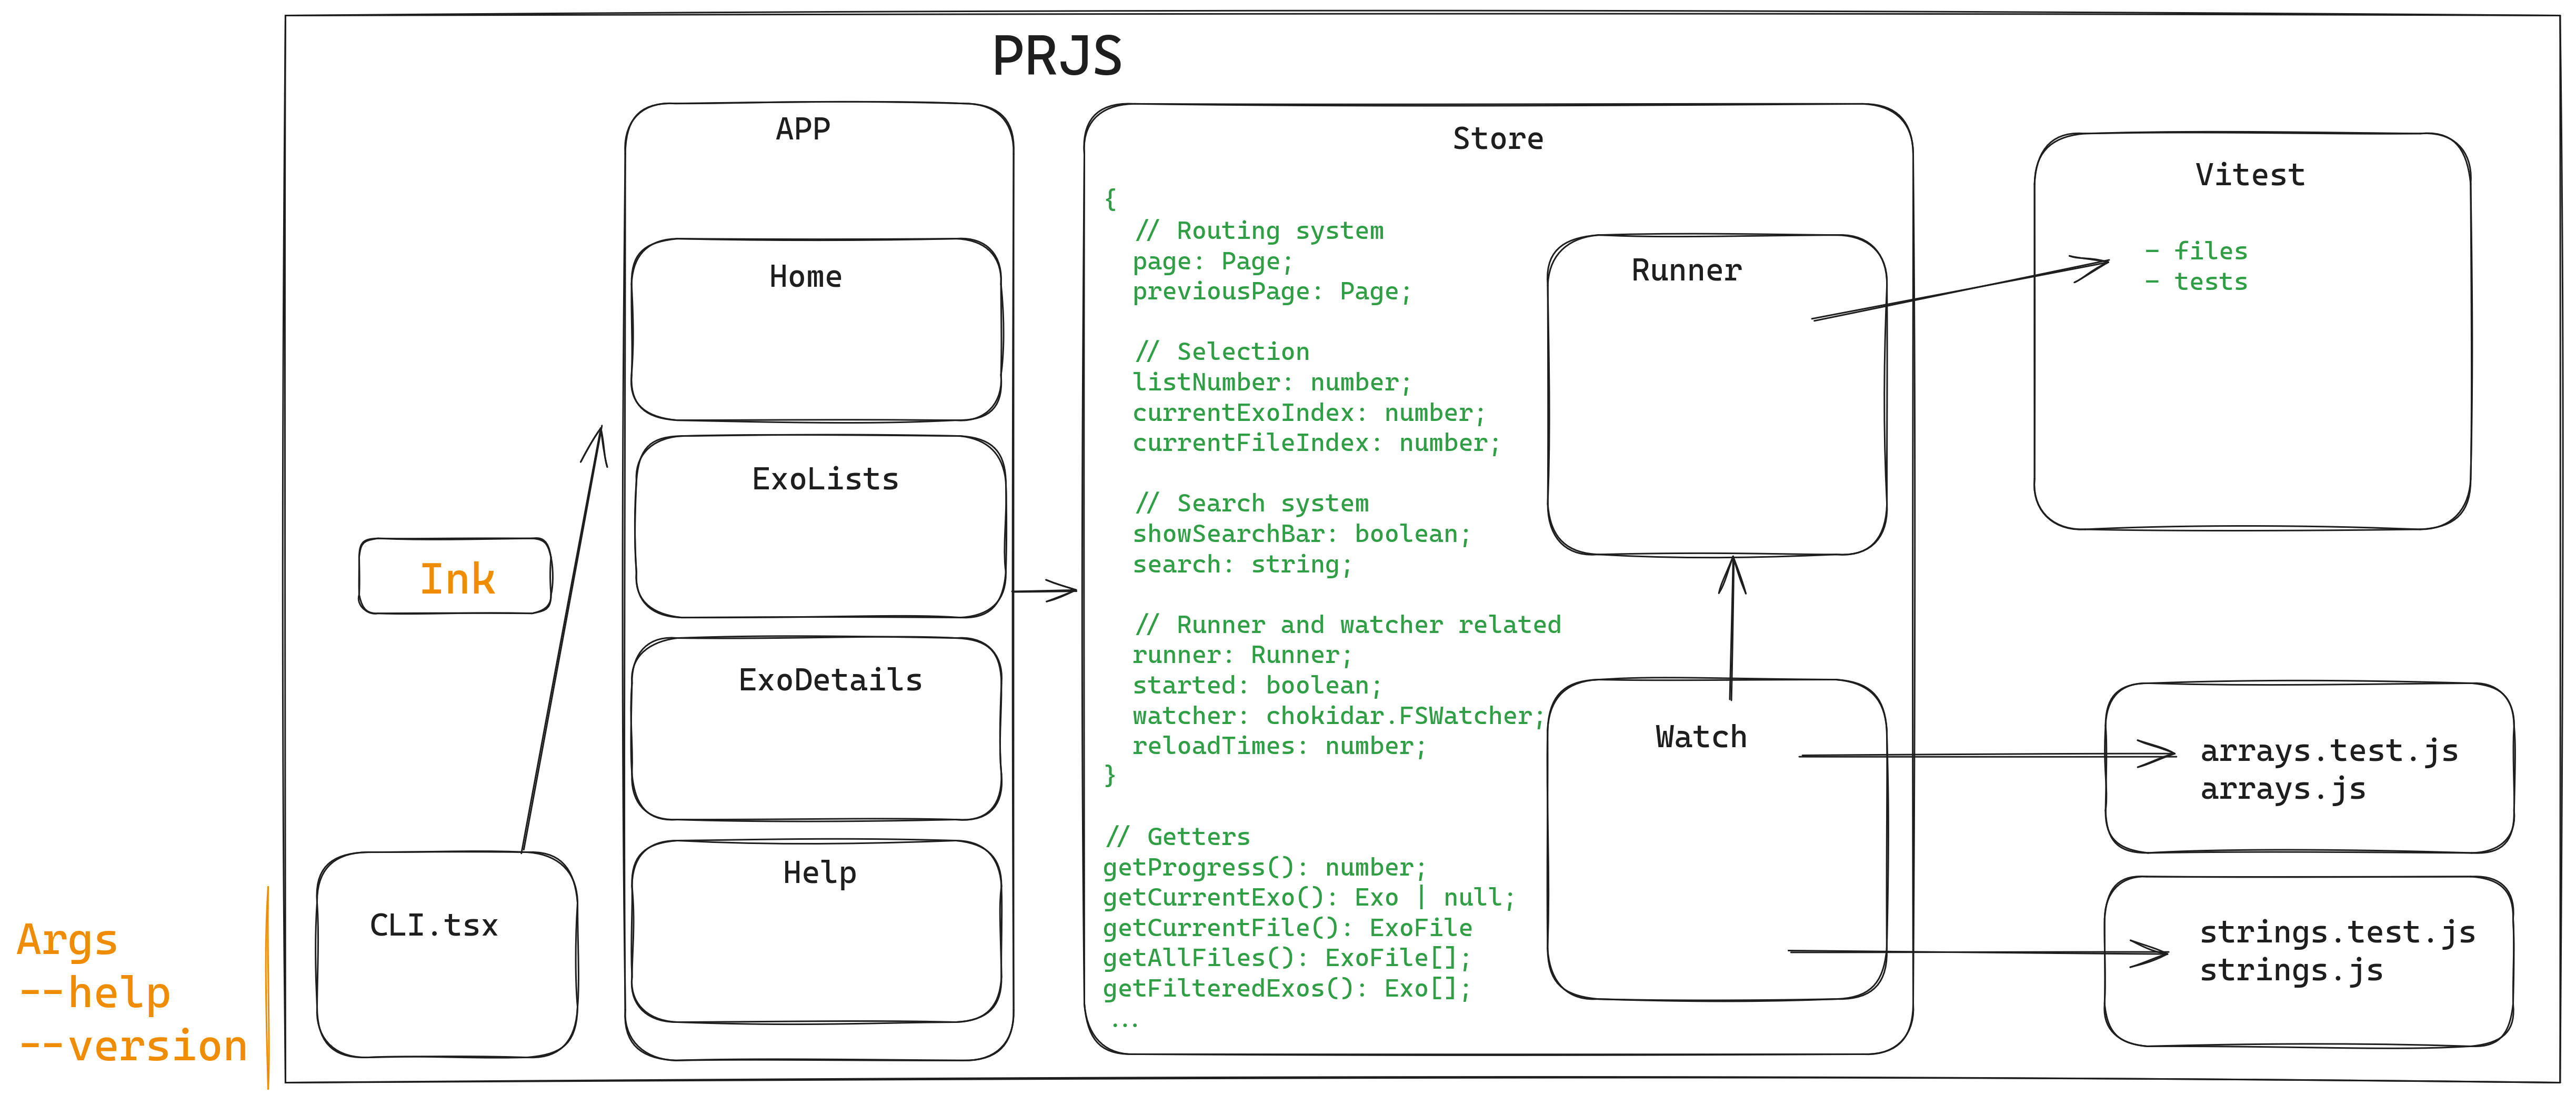 PRJS
Args
--help
--version
CLI.tsx
Ink
APP
Home
ExoLists
ExoDetails
Help
Store
{
// Routing system
page: Page;
previousPage: Page;
// Selection
listNumber: number;
currentExoIndex: number;
currentFileIndex: number;
// Search system
showSearchBar: boolean;
search: string;
// Runner and watcher related
runner: Runner;
started: boolean;
watcher: chokidar.FSWatcher;
reloadTimes: number;
}
// Getters
getProgress(): number;
getCurrentExo(): Exo | null;
getCurrentFile(): ExoFile
getAllFiles(): ExoFile[];
getFilteredExos(): Exo[];
...
Runner
Watch
Vitest
- files
- tests
arrays.test.js
arrays.js
strings.test.js
strings.js